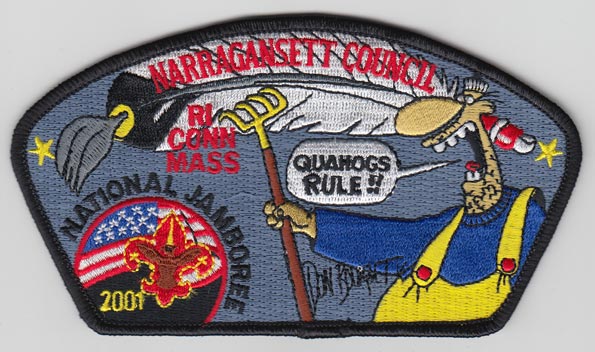 NARRAGANSETT COUNCIL
RI
CONN
MASS
QUAHOGS
RULE!!
NATIONAL JAMBOREE
2001